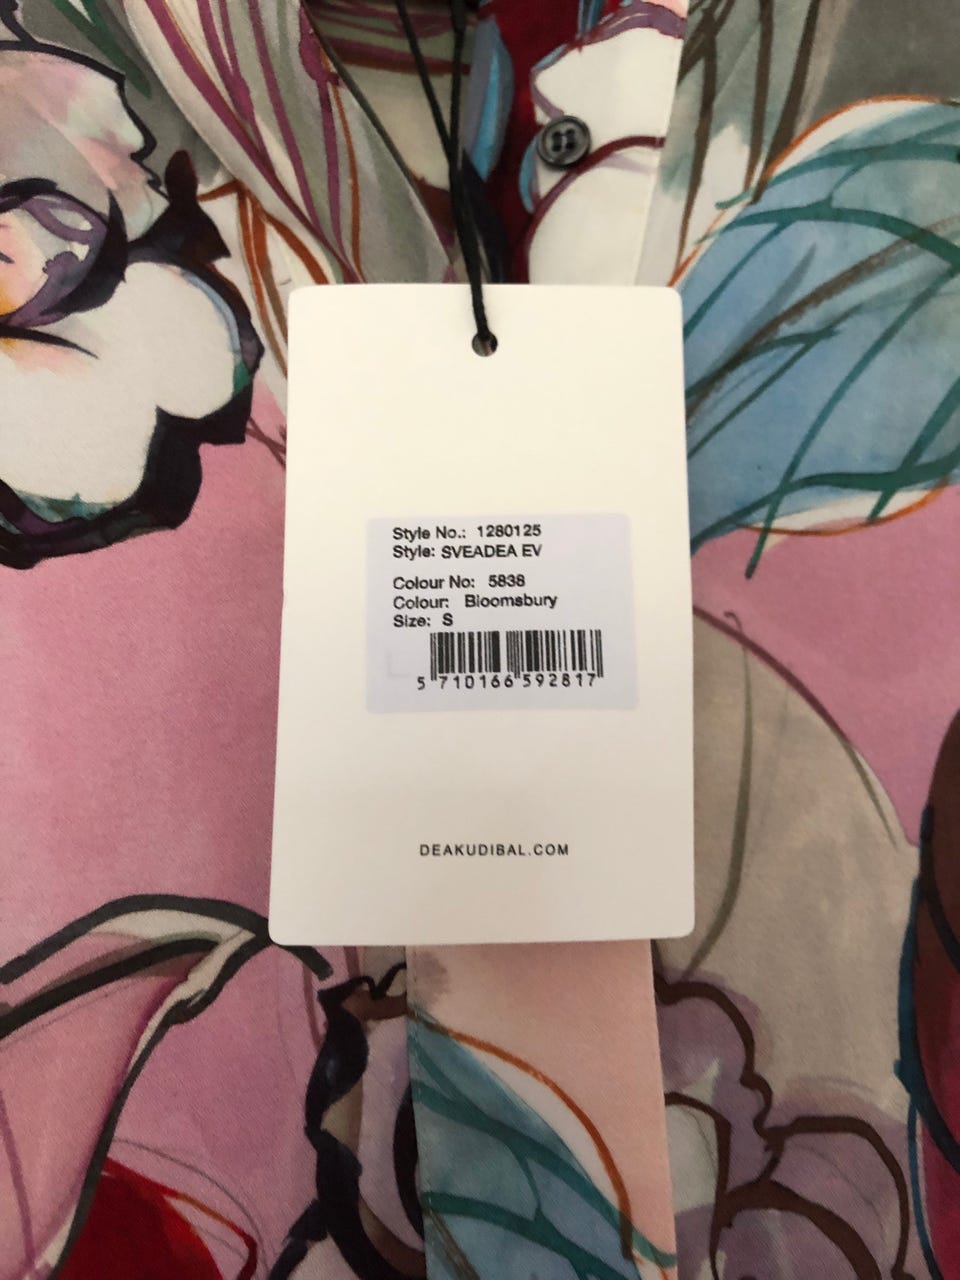 Style No.: 1280125
Style: SVEADEA EV
Colour No: 5838
Colour: Bloomsbury
Size: S
5 710166 592817
DEAKUDIBAL.COM